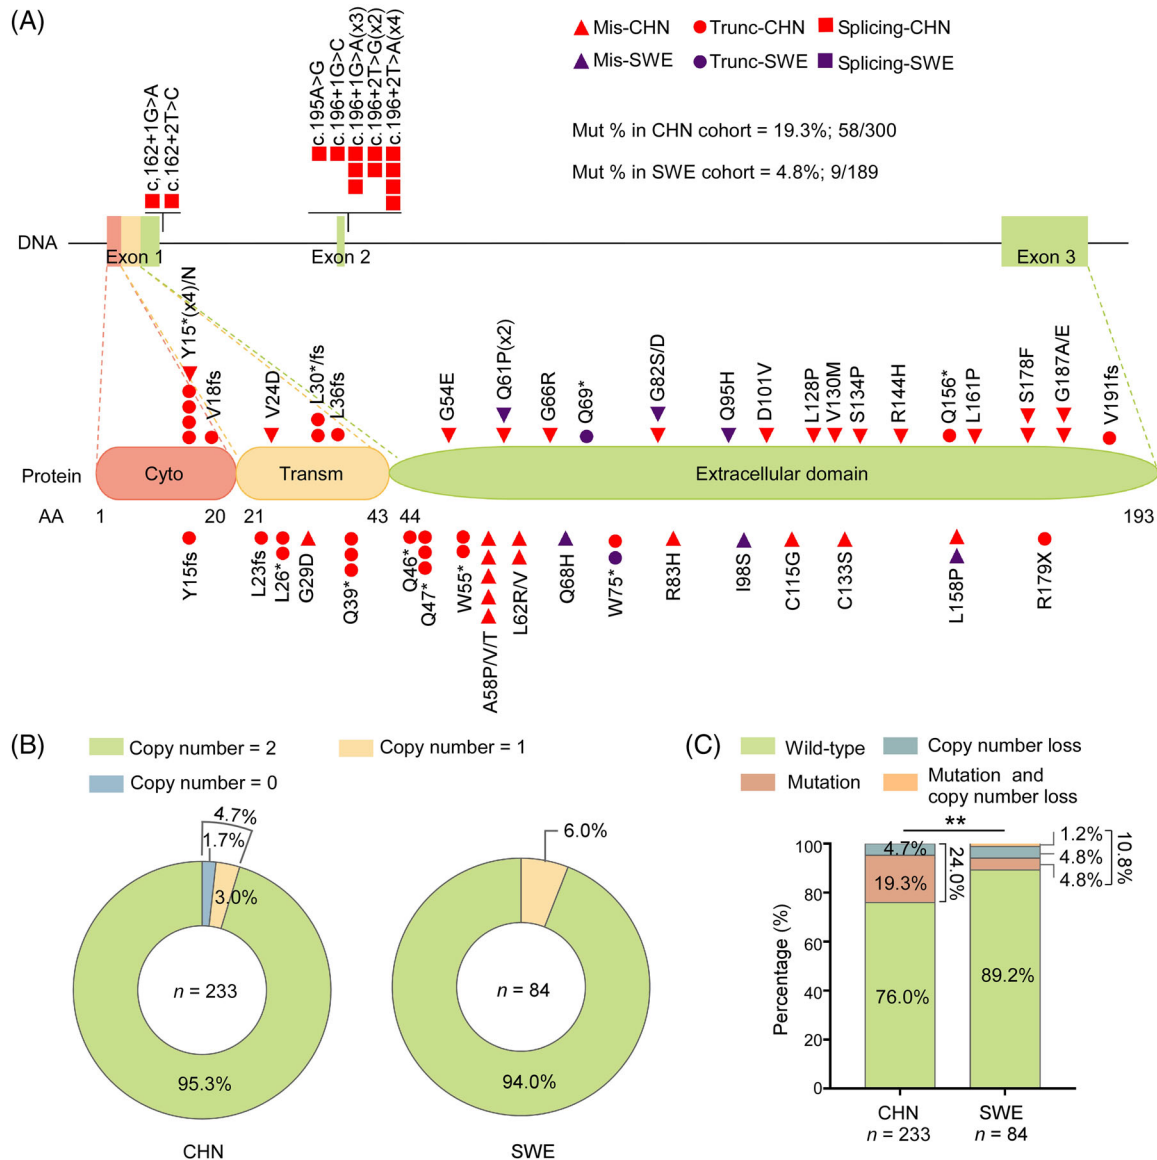 (A)
Mis-CHN Trunc-CHN Splicing-CHN
Mis-SWE Trunc-SWE Splicing-SWE
Mut % in CHN cohort = 19.3%; 58/300
Mut % in SWE cohort = 4.8%; 9/189
c,162+1G>A
c.162+2T>C
c.195A>G
c.196+1G>C
c.196+1G>A(x3)
c.196+2T>G(x2)
c.196+2T>A(x4)
DNA
Exon 1
Exon 2
Exon 3
Y15*(x4)/N
V18fs
V24D
L30*/fs
L36fs
G54E
Q61P(x2)
G66R
Q69*
G82S/D
Q95H
D101V
L128P
V130M
S134P
R144H
Q156*
L161P
S178F
G187A/E
V191fs
Protein
Cyto
Transm
Extracellular domain
AA
1 20 21 43 44 193
Y15fs
L23fs
L26*
G29D
Q39*
Q46*
Q47*
W55*
A58P/V/T
L62R/V
Q68H
W75*
R83H
I98S
C115G
C133S
L158P
R179X
(B)
Copy number = 2
Copy number = 1
Copy number = 0
4.7%
1.7%
3.0%
n = 233
95.3%
CHN
6.0%
n = 84
94.0%
SWE
(C)
Wild-type
Copy number loss
Mutation
Mutation and
copy number loss
**
Percentage (%)
100
80
60
40
20
0
4.7%
19.3%
24.0%
76.0%
1.2%
4.8%
4.8%
10.8%
89.2%
CHN
n = 233
SWE
n = 84